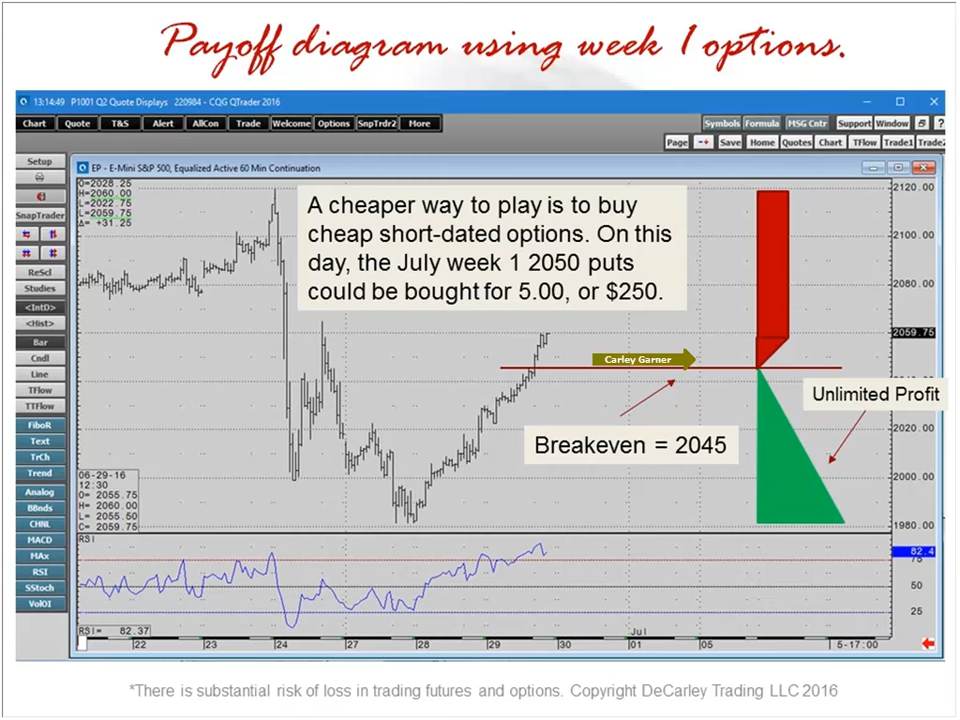 Payoff diagram using week 1 options.
13:14:49 P1001 Q2 Quote Displays 220984 - CQG QTrader 2016
Chart Quote T&S Alert AllCon Trade Welcome Options SnpTrdr2 More Symbols Formula MSG Cntr Support Window ?
Page Save Home Quotes Chart TFlow Trade1 Trade2
Setup
EP - E-Mini S&P 500, Equalized Active 60 Min Continuation
O=2028.25
H=2060.00
L=2022.75
L=2059.75
Δ= +31.25
SnapTrader
ReScl
Studies
<IntD>
<Hist>
Bar
Cndl
Line
TFlow
TTFlow
FiboR
Text
TrCh
Trend
Analog
BBnds
CHNL
MACD
MAx
RSI
SStoch
VolOI
A cheaper way to play is to buy
cheap short-dated options. On this
day, the July week 1 2050 puts
could be bought for 5.00, or $250.
2120.00
2100.00
2080.00
2059.75
2020.00
2000.00
1980.00
Carley Garner
Unlimited Profit
Breakeven = 2045
06-29-16
12:30
O= 2055.75
H= 2060.00
L= 2055.50
C= 2059.75
RSI
82.4
75
50
25
RSI= 82.37
22 23 24 27 28 29 30 01 05 5-17:00
Jul
*There is substantial risk of loss in trading futures and options. Copyright DeCarley Trading LLC 2016